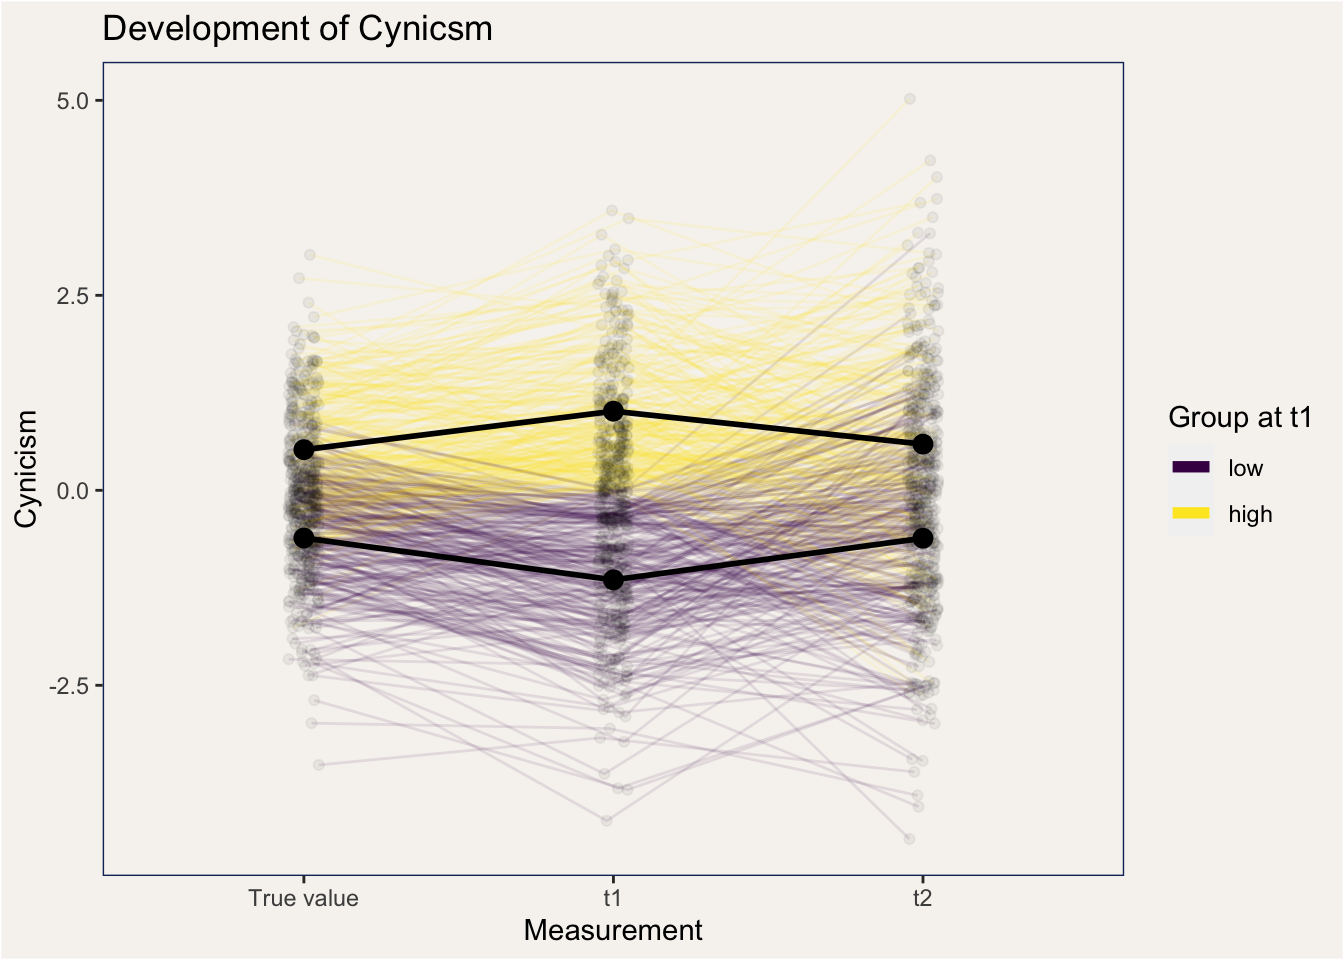 Development of Cynicsm
Cynicism
5.0
2.5
0.0
-2.5
True value
t1
t2
Measurement
Group at t1
low
high